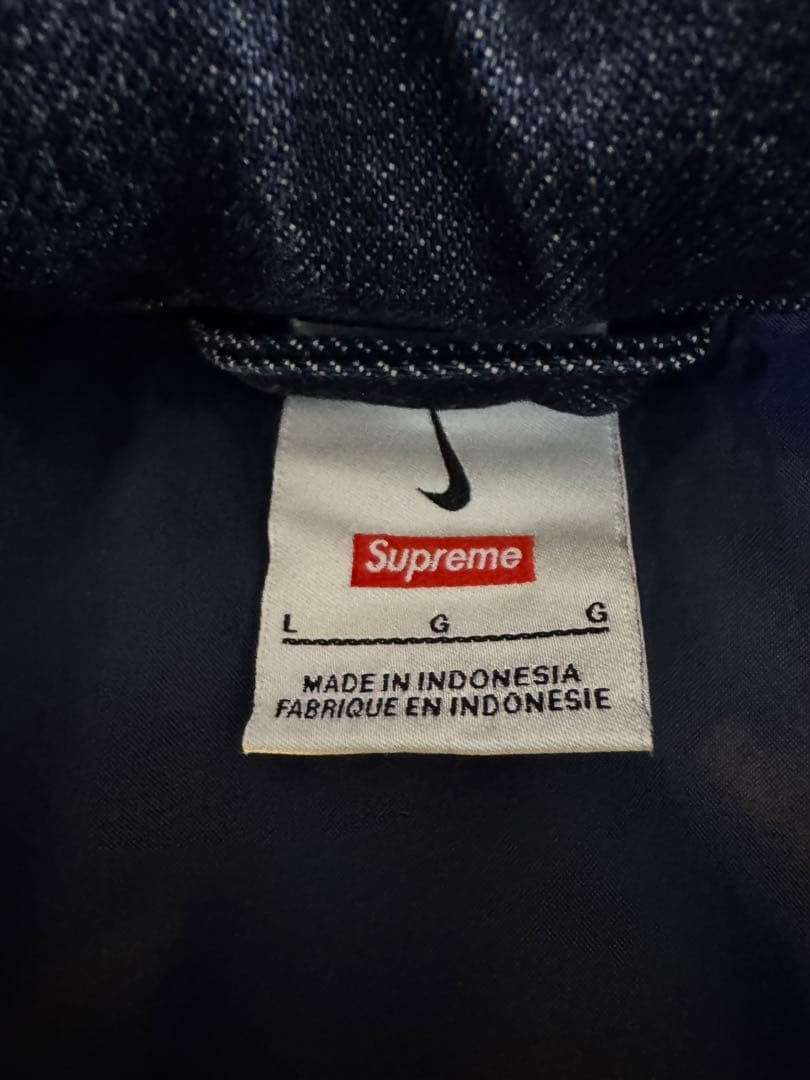 Supreme
L G G
MADE IN INDONESIA
FABRIQUE EN INDONESIE